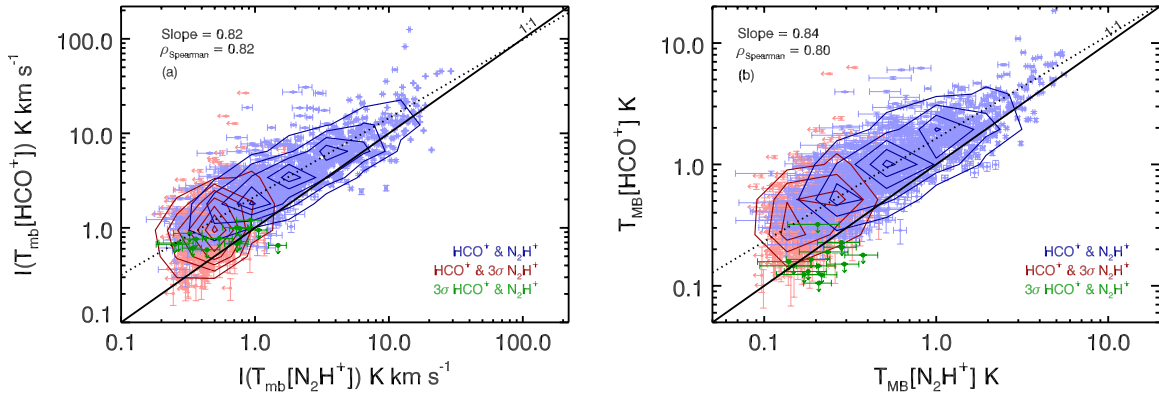 Slope = 0.82
ρSpearman = 0.82
(a)
1:1
100.0
10.0
1.0
0.1
I(Tmb[HCO⁺]) K km s⁻¹
HCO⁺ & N₂H⁺
HCO⁺ & 3σ N₂H⁺
3σ HCO⁺ & N₂H⁺
0.1 1.0 10.0 100.0
I(Tmb[N₂H⁺]) K km s⁻¹
Slope = 0.84
ρSpearman = 0.80
(b)
1:1
10.0
1.0
0.1
TMB[HCO⁺] K
HCO⁺ & N₂H⁺
HCO⁺ & 3σ N₂H⁺
3σ HCO⁺ & N₂H⁺
0.1 1.0 10.0
TMB[N₂H⁺] K